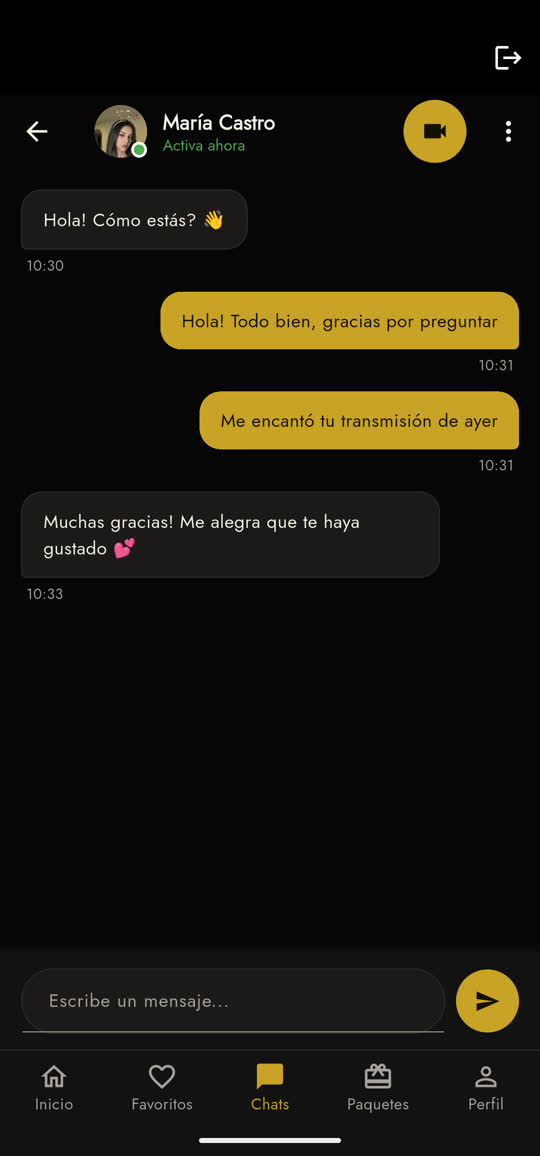 María Castro
Activa ahora
Hola! Cómo estás? 👋
10:30
Hola! Todo bien, gracias por preguntar
10:31
Me encantó tu transmisión de ayer
10:31
Muchas gracias! Me alegra que te haya
gustado 💕
10:33
Escribe un mensaje...
Inicio
Favoritos
Chats
Paquetes
Perfil